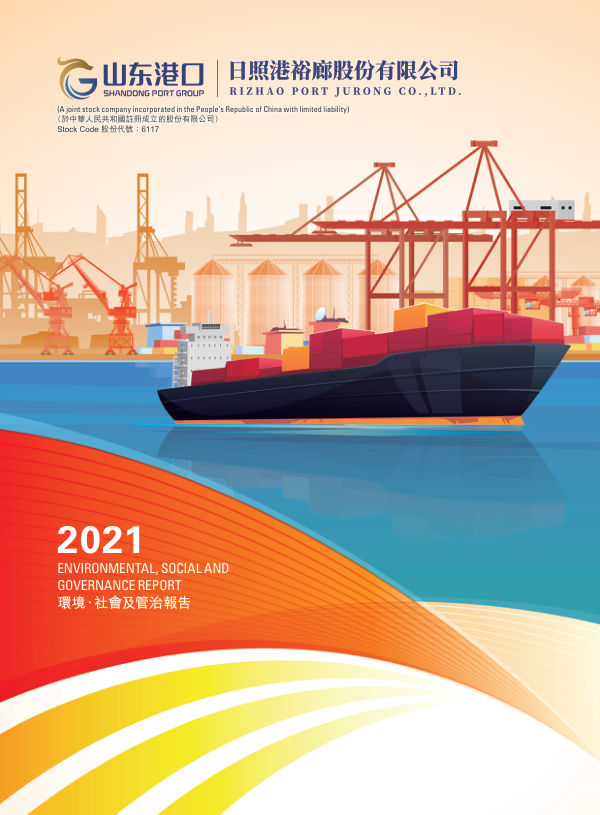 山东港口
SHANDONG PORT GROUP
日照港裕廊股份有限公司
RIZHAO PORT JURONG CO.,LTD.
(A joint stock company incorporated in the People's Republic of China with limited liability)
（於中華人民共和國註冊成立的股份有限公司）
Stock Code 股份代號：6117
2021
ENVIRONMENTAL, SOCIAL AND
GOVERNANCE REPORT
環境、社會及管治報告